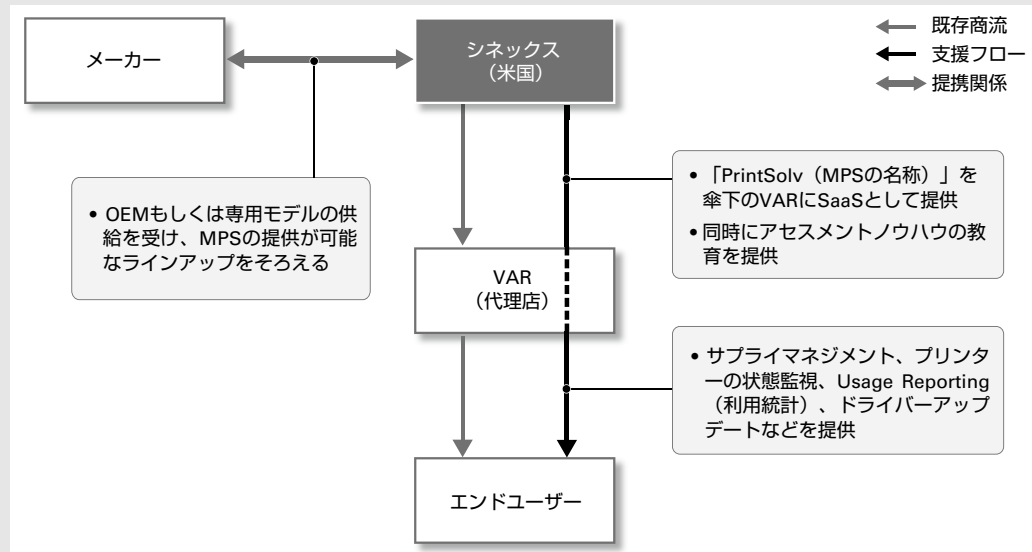 メーカー
シネックス
（米国）
既存商流
支援フロー
提携関係
• OEMもしくは専用モデルの供
給を受け、MPSの提供が可能
なラインアップをそろえる
• 「PrintSolv（MPSの名称）」を
傘下のVARにSaaSとして提供
• 同時にアセスメントノウハウの教
育を提供
VAR
（代理店）
• サプライマネジメント、プリンタ
ーの状態監視、Usage Reporting
（利用統計）、ドライバーアップ
デートなどを提供
エンドユーザー